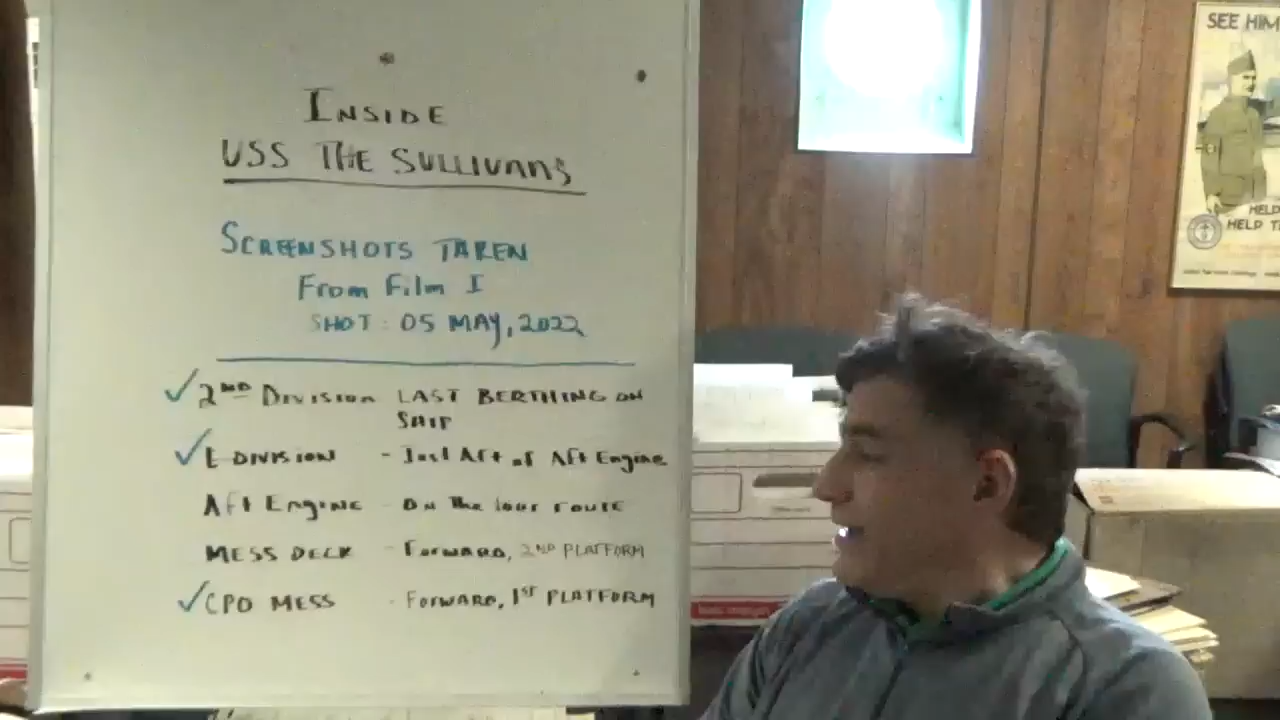 INSIDE
USS THE SULLIVANS
SCREENSHOTS TAKEN
From Film I
SHOT: 05 MAY, 2022
✓ 2ND DIVISION LAST BERTHING ON
SHIP
✓ E DIVISION - Just Aft of Aft Engine
Aft Engine - On The tour route
MESS DECK - FORWARD, 2ND PLATFORM
✓ CPO MESS - FORWARD, 1ST PLATFORM
SEE HIM
HELP T